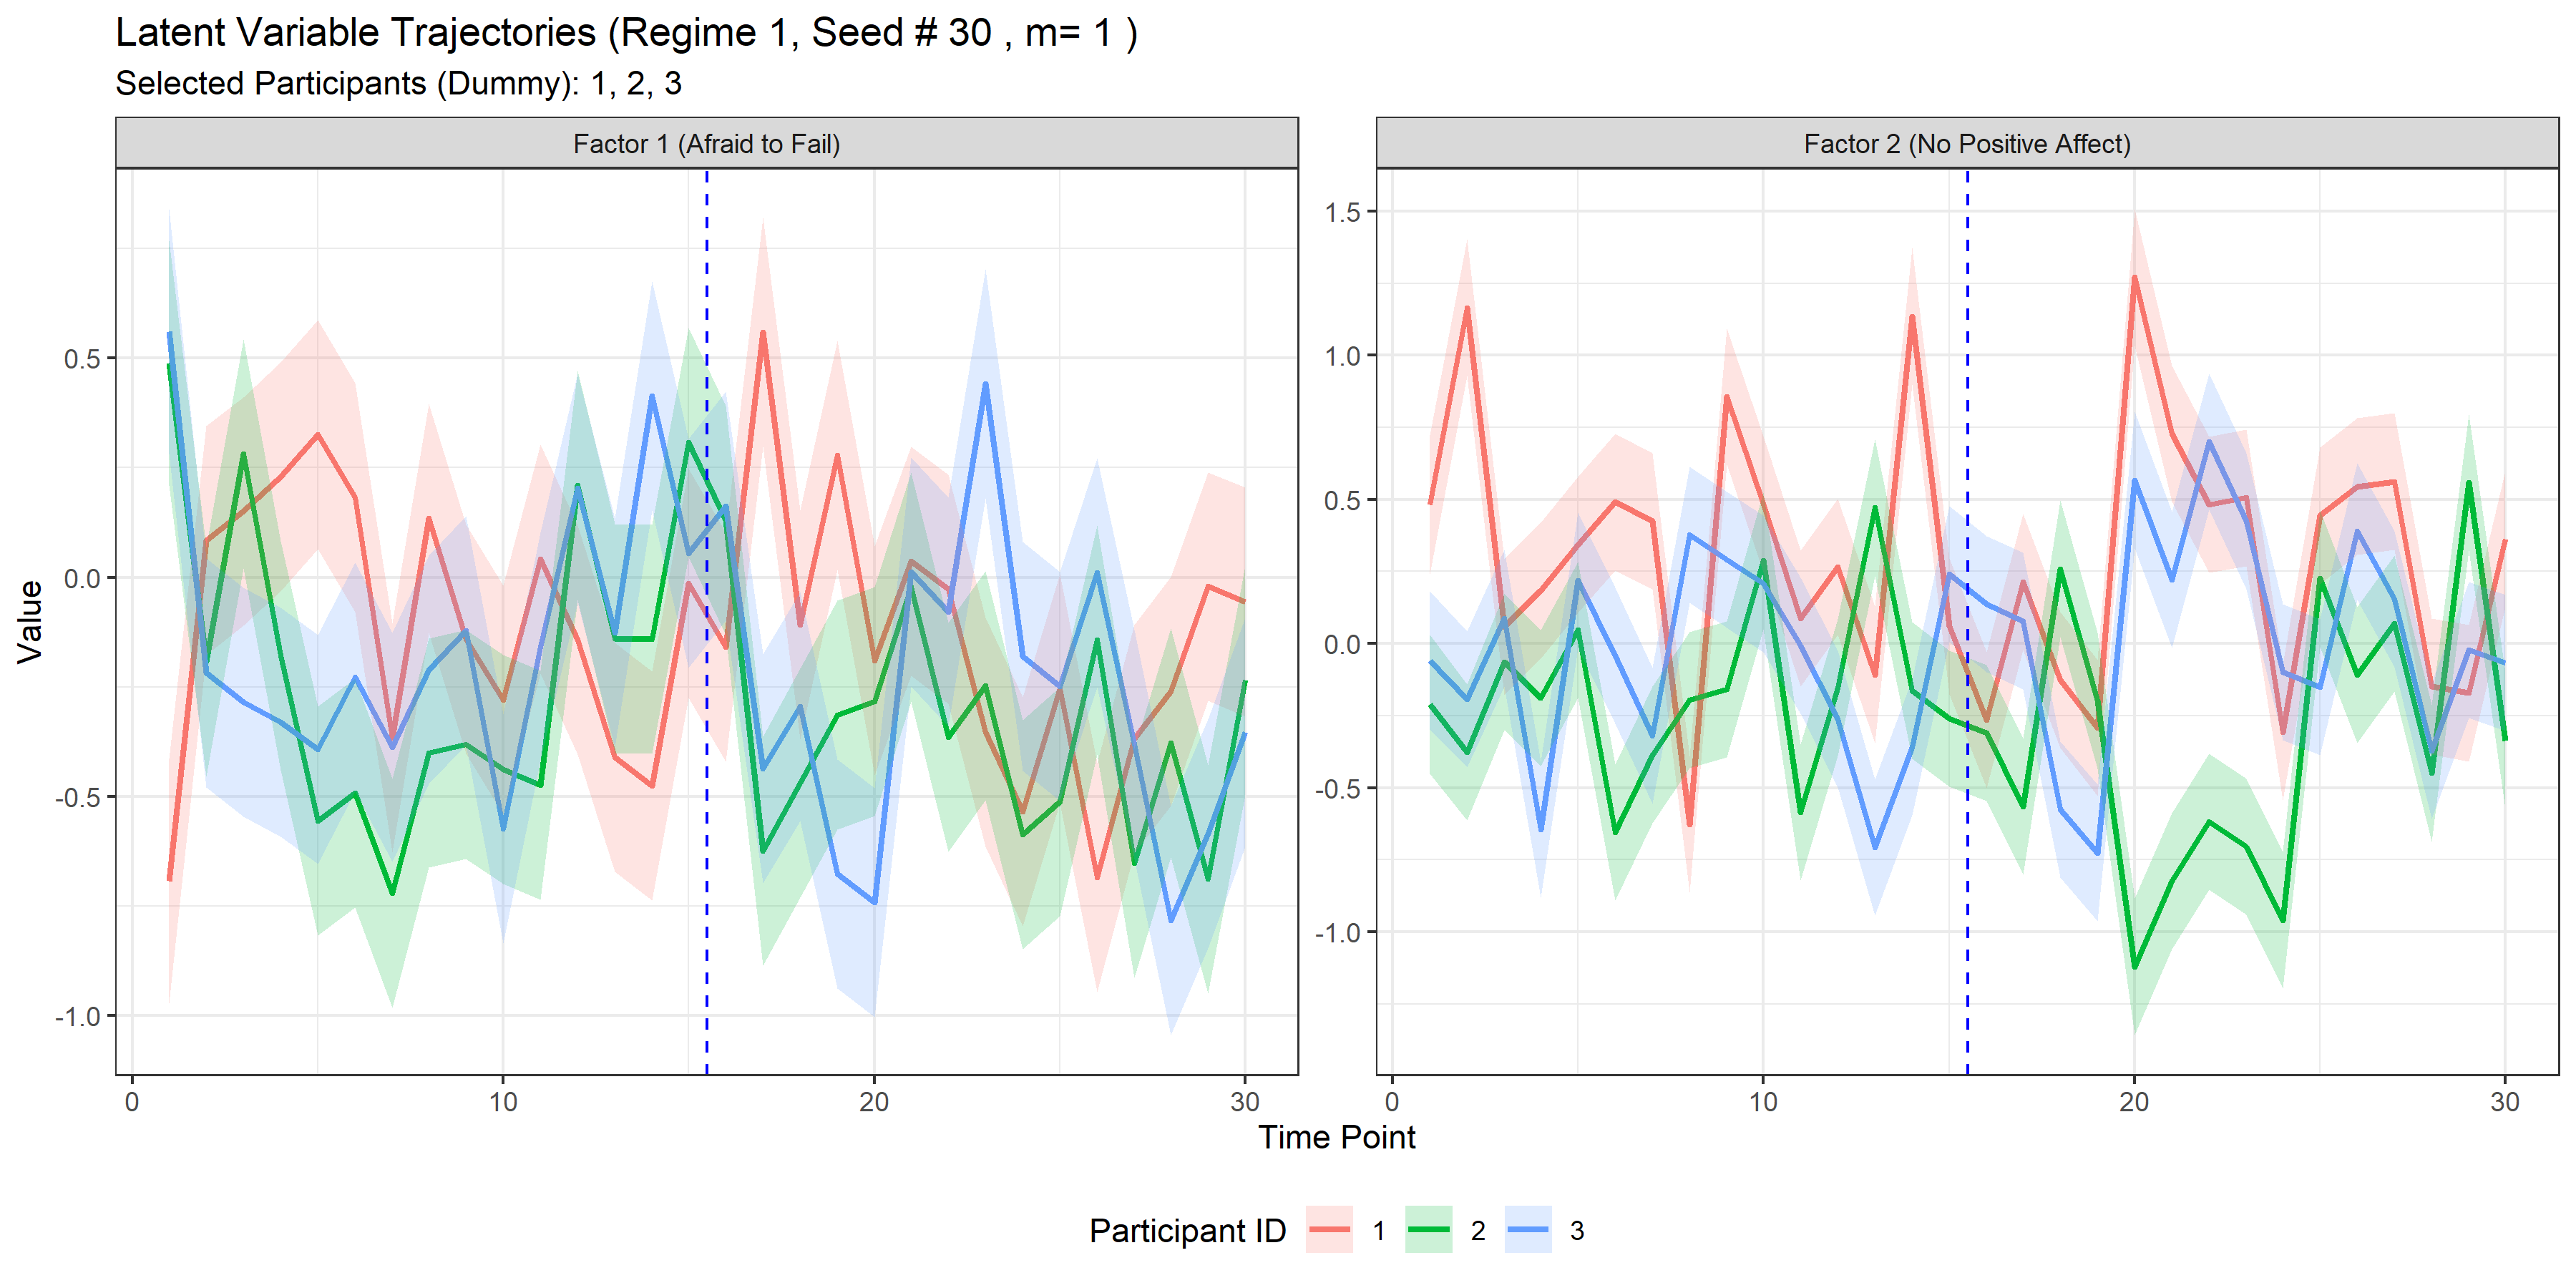 Latent Variable Trajectories (Regime 1, Seed # 30 , m= 1 )
Selected Participants (Dummy): 1, 2, 3
Factor 1 (Afraid to Fail)
Factor 2 (No Positive Affect)
Value
0.5
0.0
-0.5
-1.0
1.5
1.0
0.5
0.0
-0.5
-1.0
0 10 20 30
0 10 20 30
Time Point
Participant ID 1 2 3